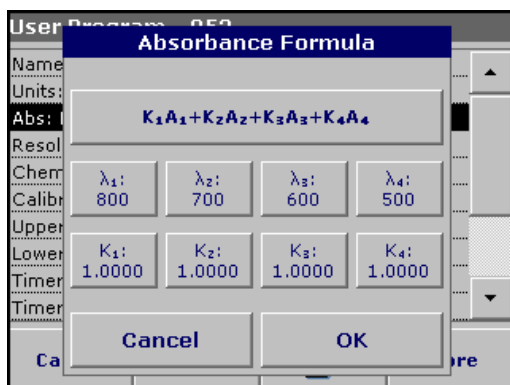 User Program 952
Absorbance Formula
Name
Units:
Abs:
Resol
Chem
Calibr
Upper
Lower
Timer
Timer
K₁A₁+K₂A₂+K₃A₃+K₄A₄
λ₁: λ₂: λ₃: λ₄:
800 700 600 500
K₁: K₂: K₃: K₄:
1.0000 1.0000 1.0000 1.0000
Cancel OK
Ca ore